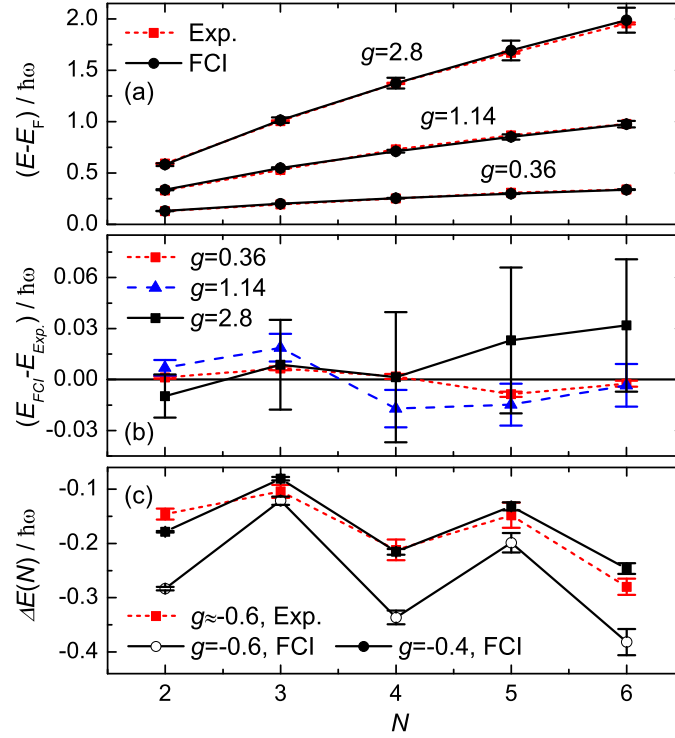 2.0
1.5
1.0
0.5
0.0
Exp.
FCI
(a)
g=2.8
g=1.14
g=0.36
(E-E_F) / ħω
0.06
0.03
0.00
-0.03
g=0.36
g=1.14
g=2.8
(b)
(E_FCI-E_Exp.) / ħω
-0.1
-0.2
-0.3
-0.4
(c)
g≈-0.6, Exp.
g=-0.6, FCI g=-0.4, FCI
ΔE(N) / ħω
2 3 4 5 6
N